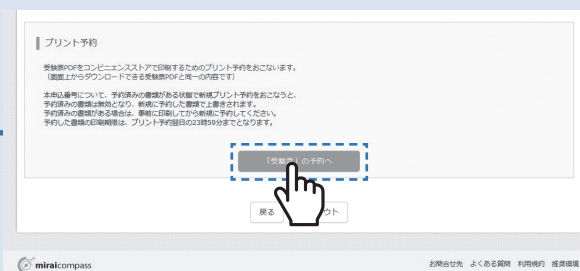 プリント予約
受験票PDFをコンビニエンスストアで印刷するためのプリント予約をおこないます。
（画面上からダウンロードできる受験票PDFと同一の内容です）
本申込番号について、予約済みの書類がある状態で新規プリント予約をおこなうと、
予約済みの書類は無効となり、新規に予約した書類で上書きされます。
予約済みの書類がある場合は、事前に印刷してから新規に予約してください。
予約した書類の印刷期限は、プリント予約翌日の23時59分までとなります。
「受験票」の予約へ
戻る
ウト
miraicompass
お問合せ先 よくある質問 利用規約 推奨環境